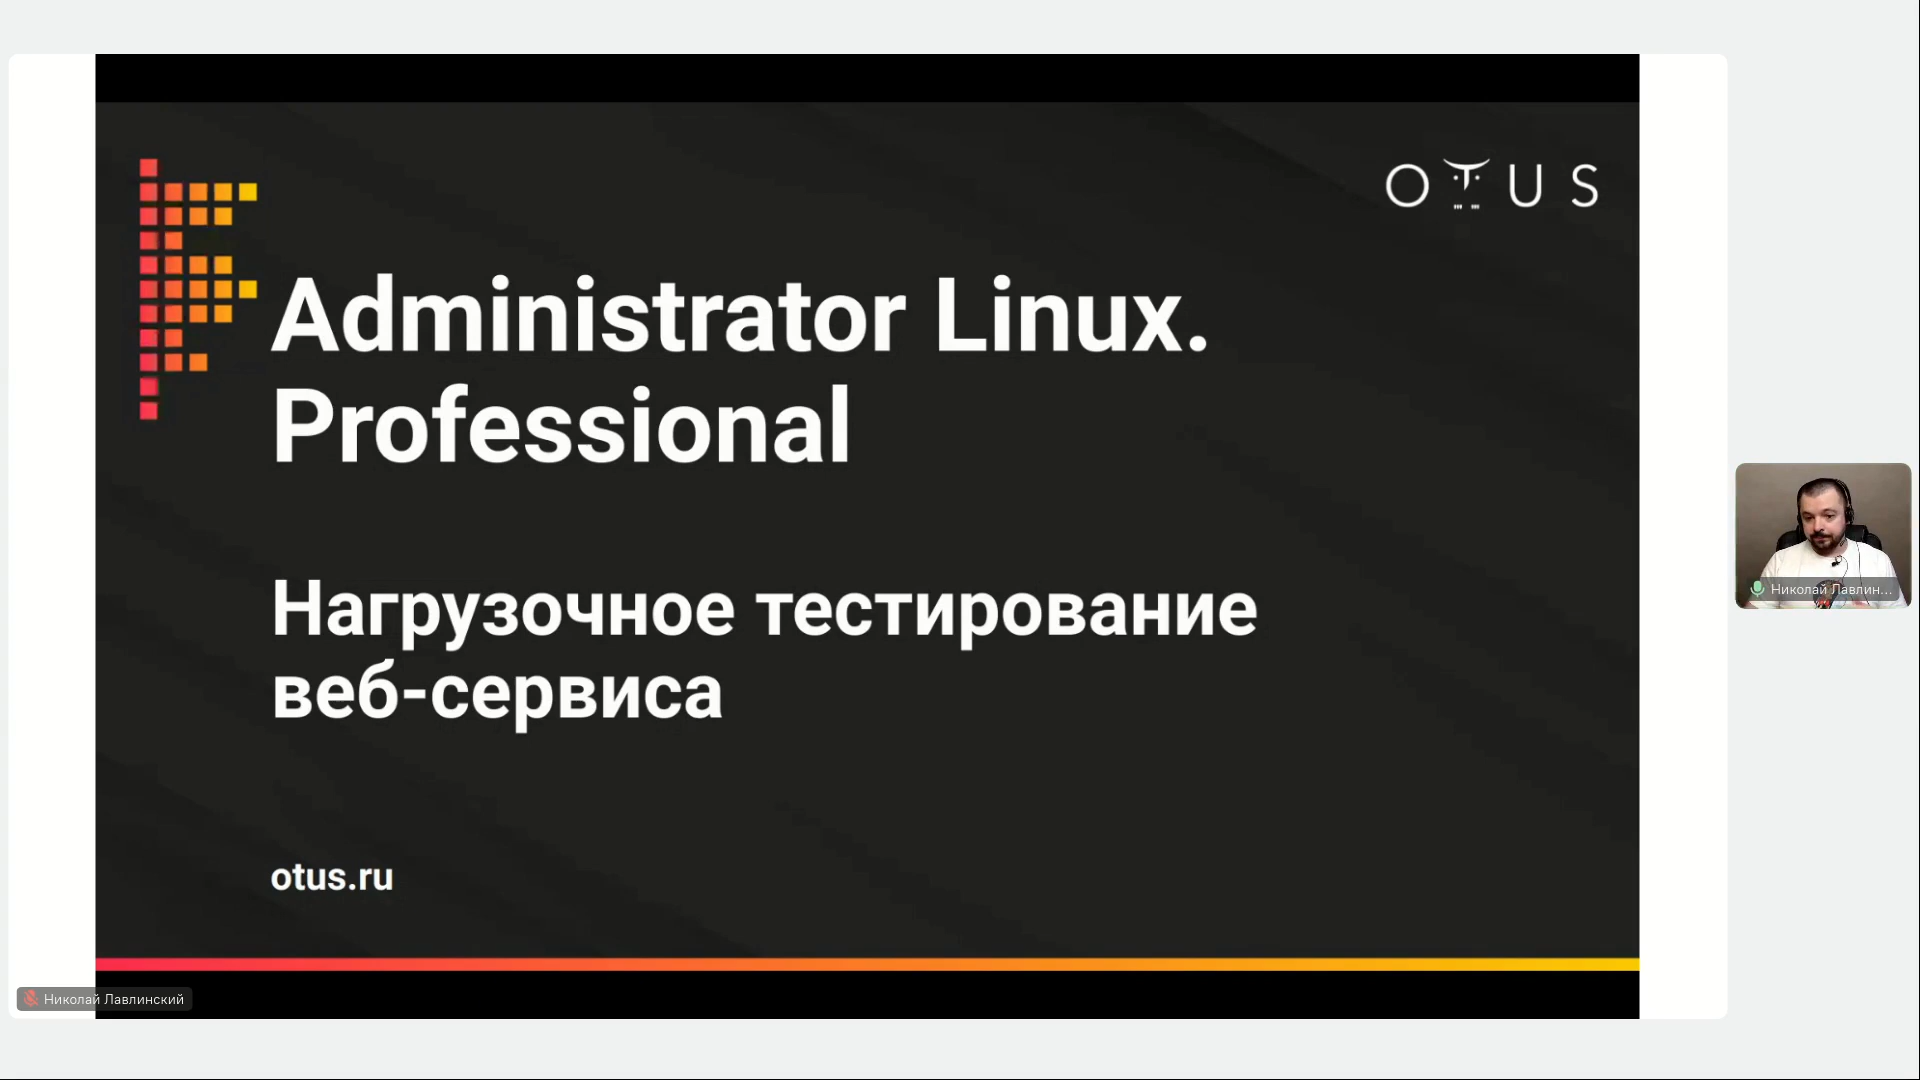 OTUS
Administrator Linux.
Professional
Нагрузочное тестирование
веб-сервиса
otus.ru
Николай Лавлин...
Николай Лавлинский